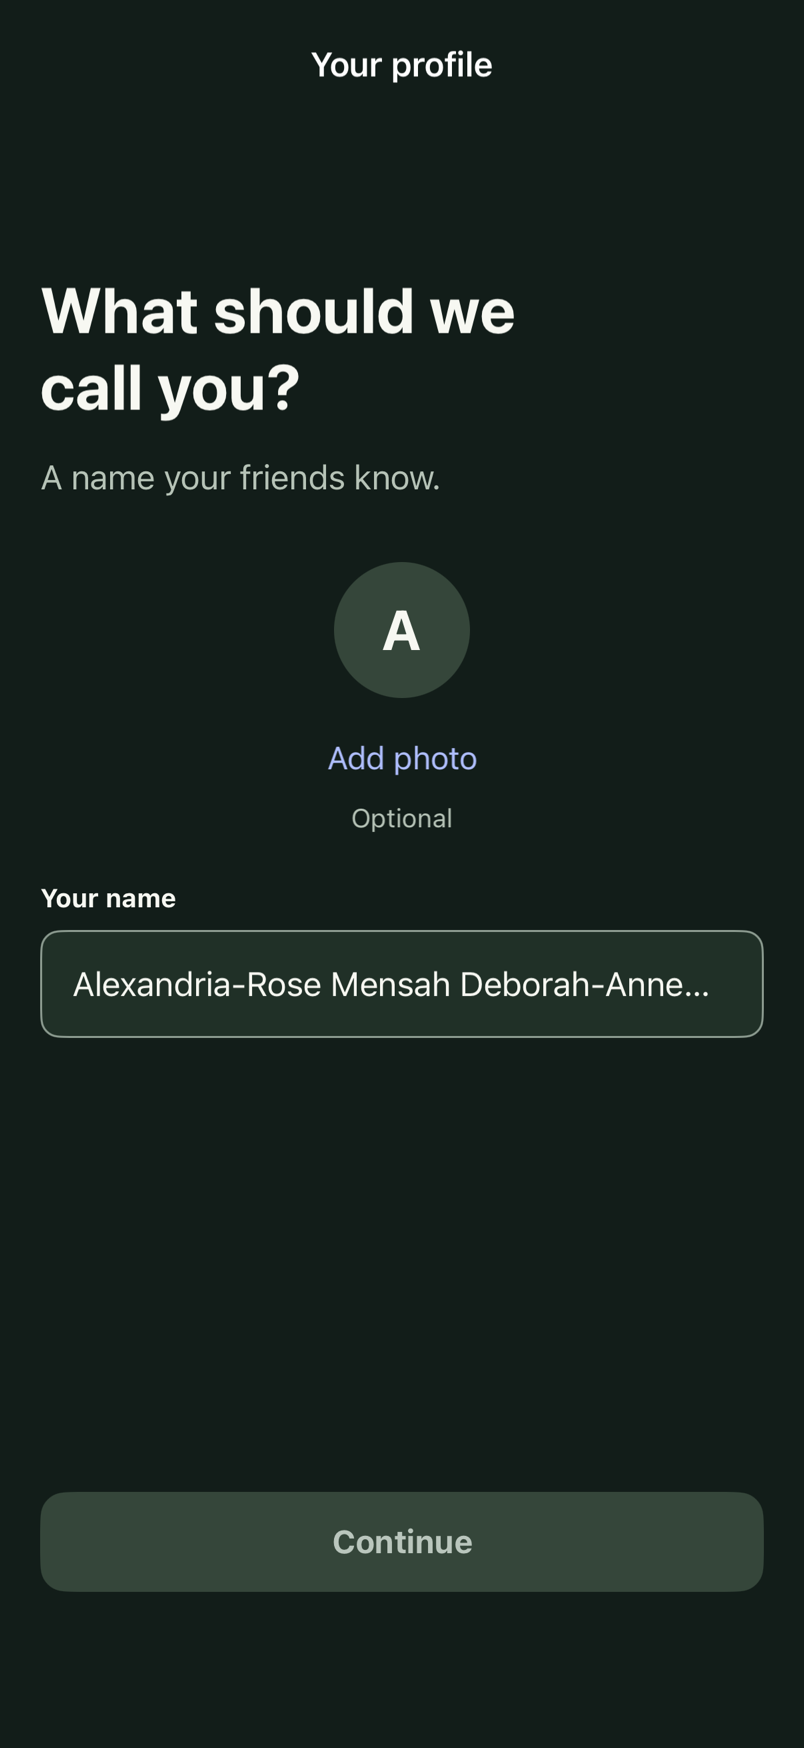 Your profile
What should we
call you?
A name your friends know.
A
Add photo
Optional
Your name
Alexandria-Rose Mensah Deborah-Anne...
Continue